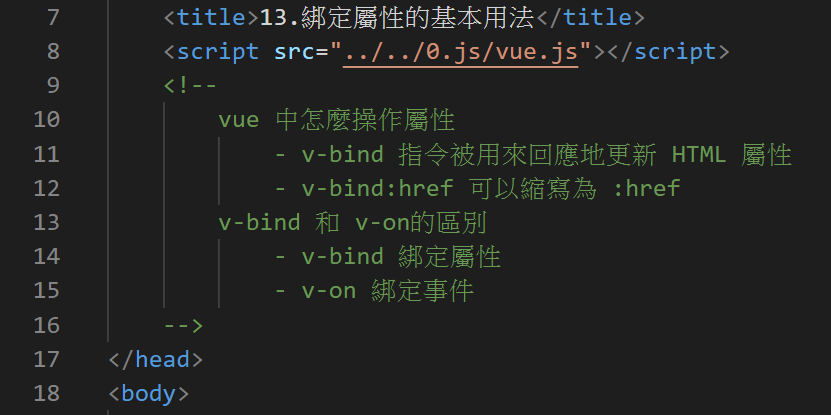 7 <title>13.綁定屬性的基本用法</title>
8 <script src="../../0.js/vue.js"></script>
9 <!--
10 vue 中怎麼操作屬性
11 - v-bind 指令被用來回應地更新 HTML 屬性
12 - v-bind:href 可以縮寫為 :href
13 v-bind 和 v-on的區別
14 - v-bind 綁定屬性
15 - v-on 綁定事件
16 -->
17 </head>
18 <body>